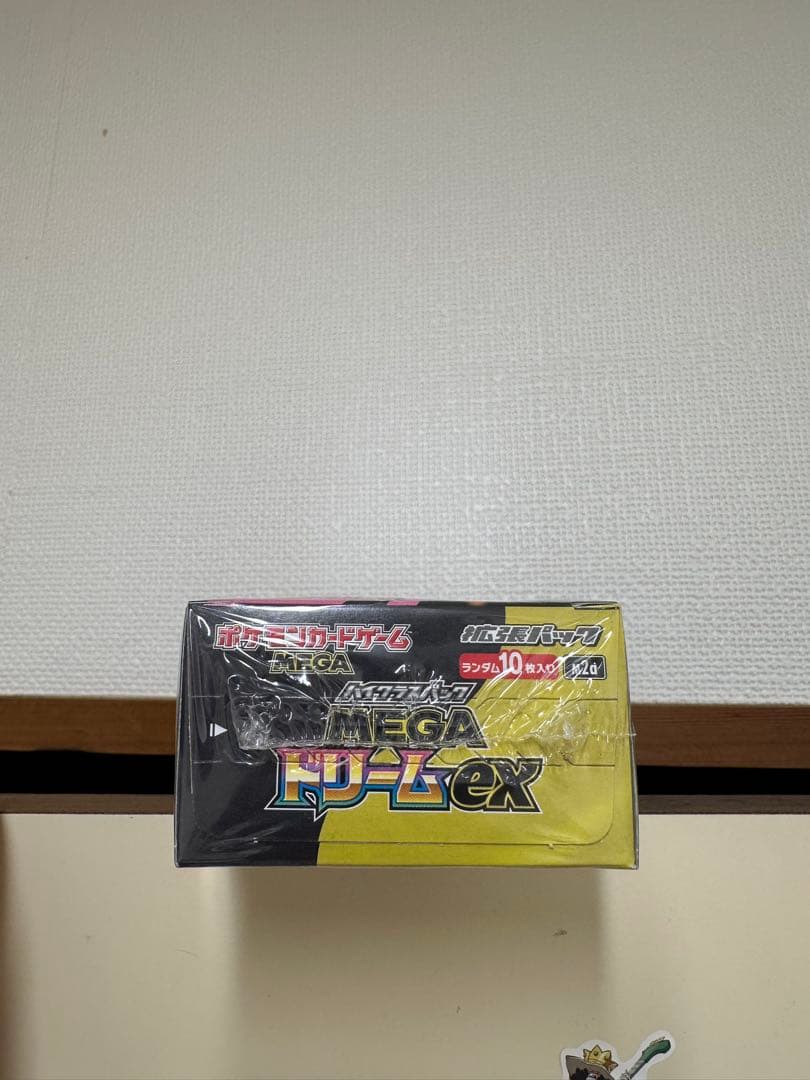 ポケモンカードゲーム
MEGA
拡張パック
ランダム10枚入り
M2a
ハイクラスパック
MEGA
ドリームex